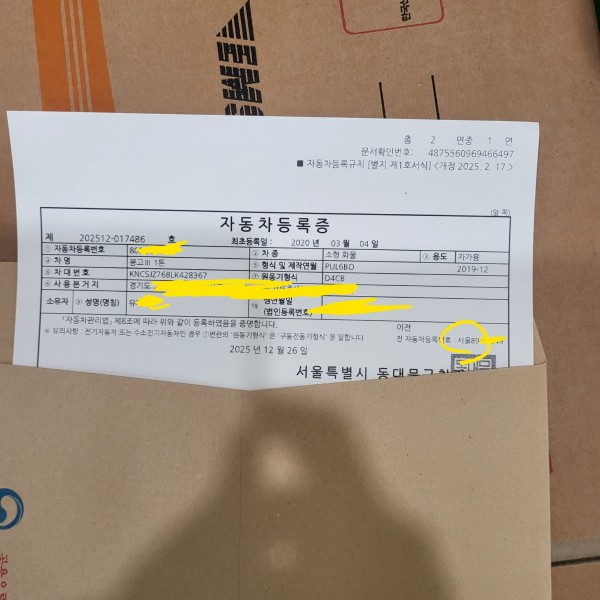 총 2 면중 1 면
문서확인번호: 4875560969466497
■ 자동차등록규칙 [별지 제1호서식] <개정 2025. 2. 17.>
(앞 쪽)
자동차등록증
제 202512-017486 호 최초등록일 : 2020 년 03 월 04 일
① 자동차등록번호 ② 차 종 소형 화물 ③ 용도 자가용
④ 차 명 봉고Ⅲ 1톤 ⑤ 형식 및 제작연월 PUL6BO 2019-12
⑥ 차 대 번 호 KNCSJZ76BLK428367 ⑦ 원동기형식 D4CB
⑧ 사 용 본 거 지 경기도
소유자 ⑨ 성명(명칭) 유 ⑩ 생년월일
(법인등록번호)
「자동차관리법」 제8조에 따라 위와 같이 등록하였음을 증명합니다. 이전
※ 유의사항 : 전기자동차 또는 수소전기자동차인 경우 ⑦번란의 '원동기형식' 은 '구동전동기형식' 을 말합니다. 전 자동차등록번호 : 서울89
2025 년 12 월 26 일
서울특별시 동대문구청장